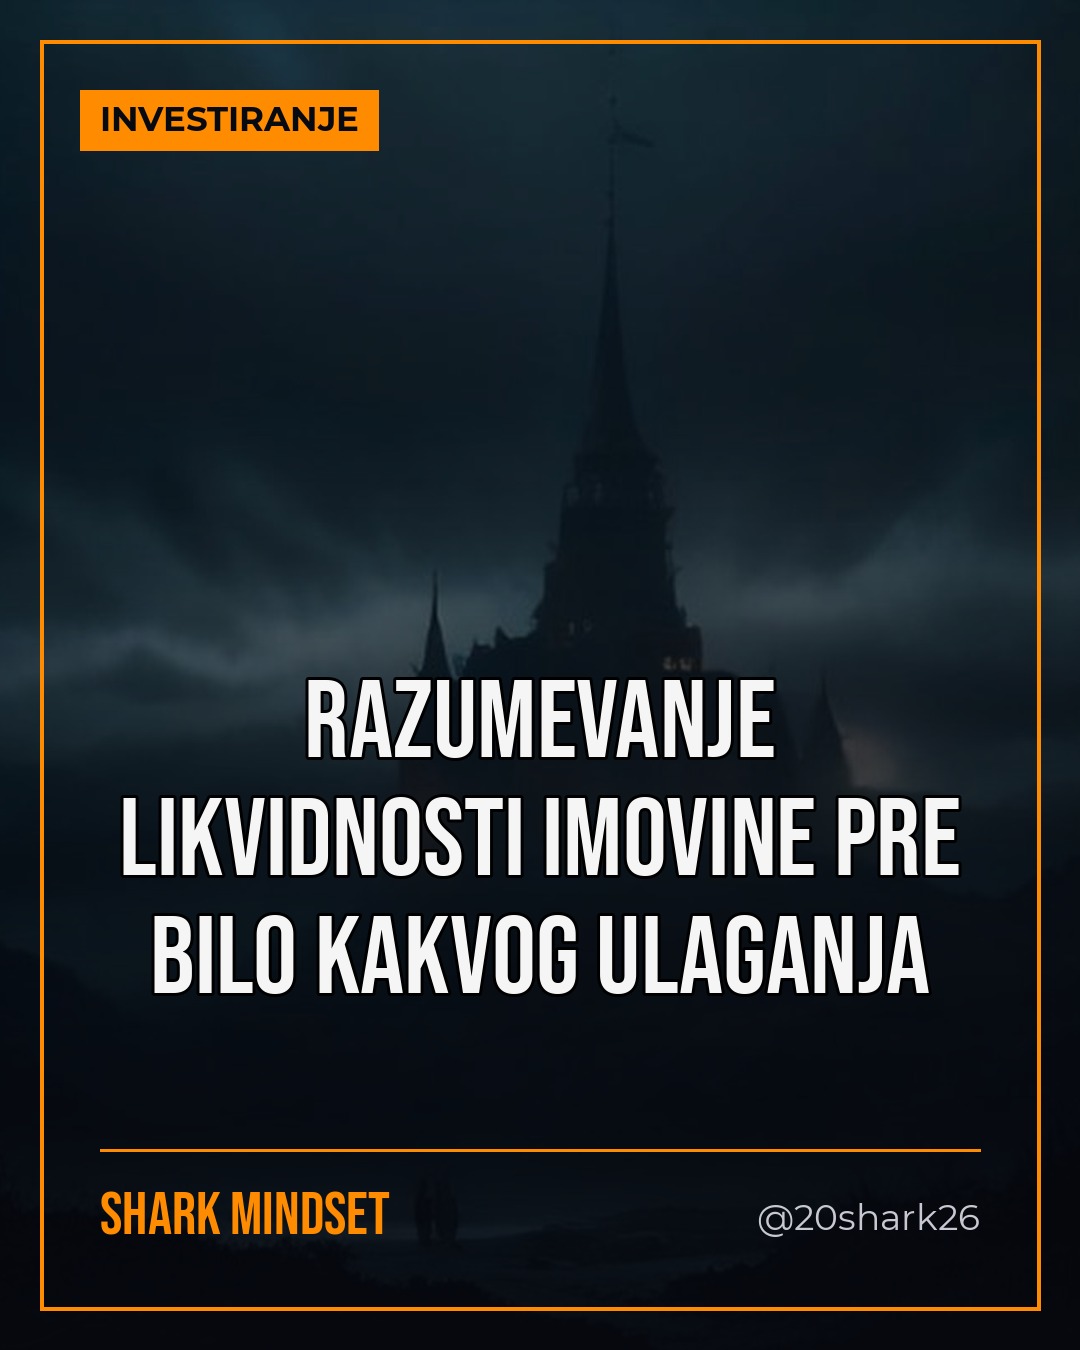 INVESTIRANJE
RAZUMEVANJE
LIKVIDNOSTI IMOVINE PRE
BILO KAKVOG ULAGANJA
SHARK MINDSET
@20shark26